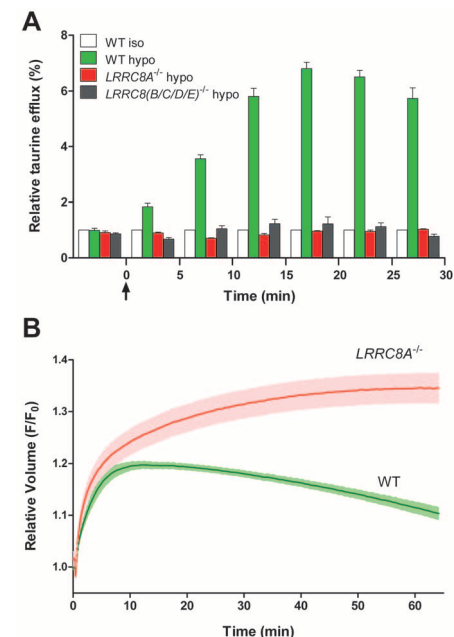 A
WT iso
WT hypo
LRRC8A-/- hypo
LRRC8(B/C/D/E)-/- hypo
Relative taurine efflux (%)
8
6
4
2
0
0 5 10 15 20 25 30
Time (min)
B
LRRC8A-/-
WT
Relative Volume (F/F0)
1.4
1.3
1.2
1.1
1.0
0 10 20 30 40 50 60
Time (min)